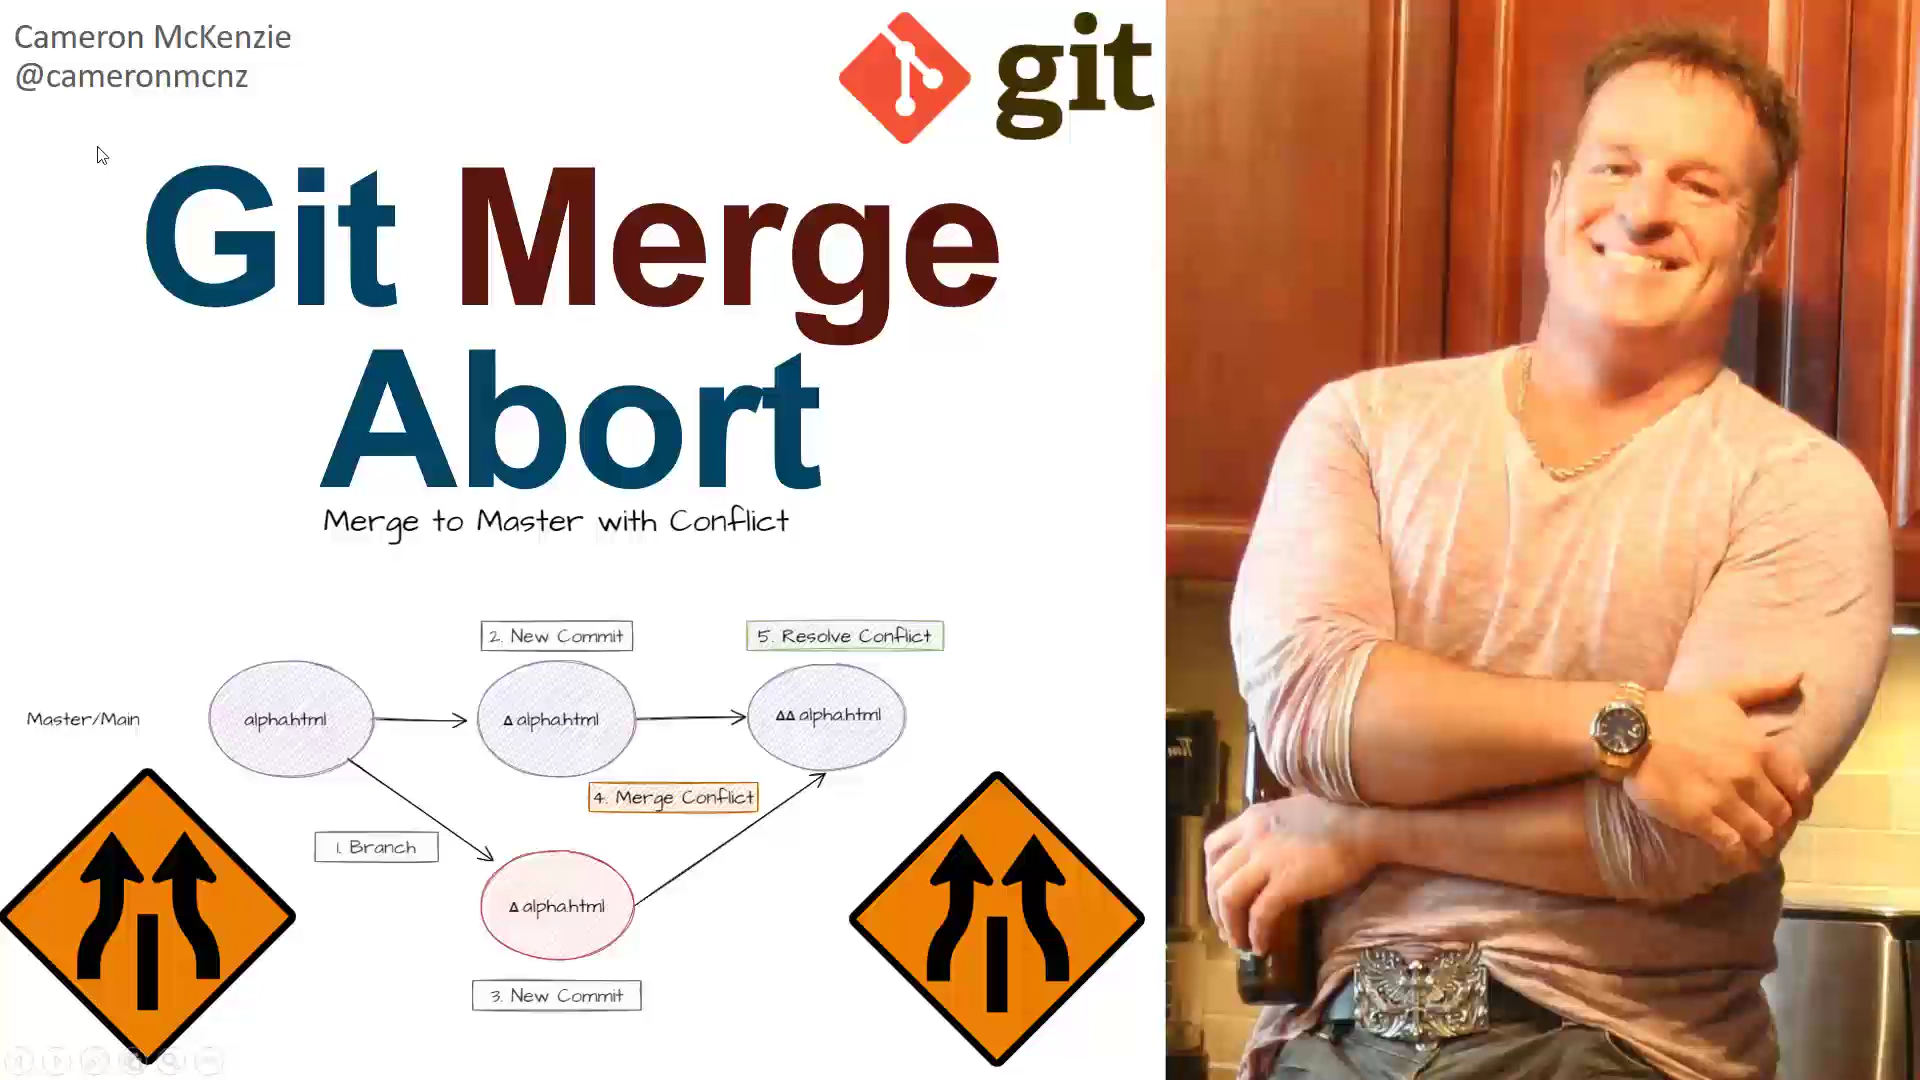 Cameron McKenzie
@cameronmcnz
git
Git Merge
Abort
Merge to Master with Conflict
2. New Commit
5. Resolve Conflict
Master/Main
alpha.html
Δ alpha.html
ΔΔ alpha.html
4. Merge Conflict
1. Branch
Δ alpha.html
3. New Commit